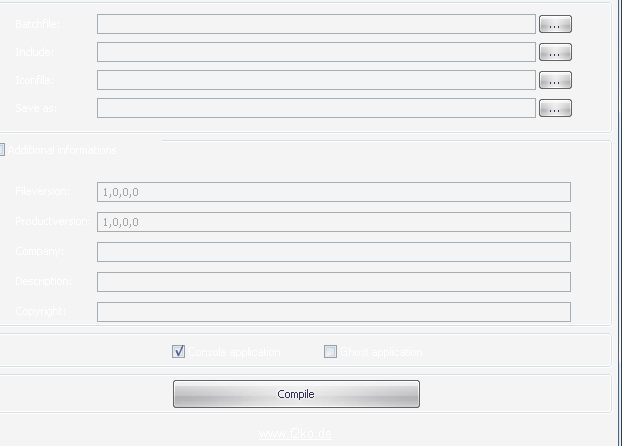 Batchfile:
...
Include:
...
Iconfile:
...
Save as:
...
Additional informations
Fileversion:
1,0,0,0
Productversion:
1,0,0,0
Company:
Description:
Copyright:
Console application
Ghost application
Compile
www.f2ko.de